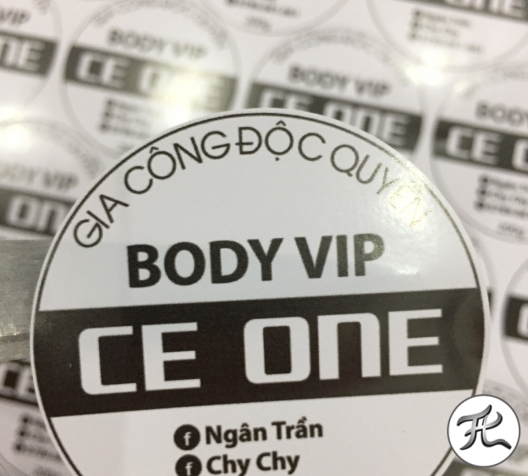 GIA CÔNG ĐỘC QUYỀN
BODY VIP
CE ONE
Ngân Trần
Chy Chy